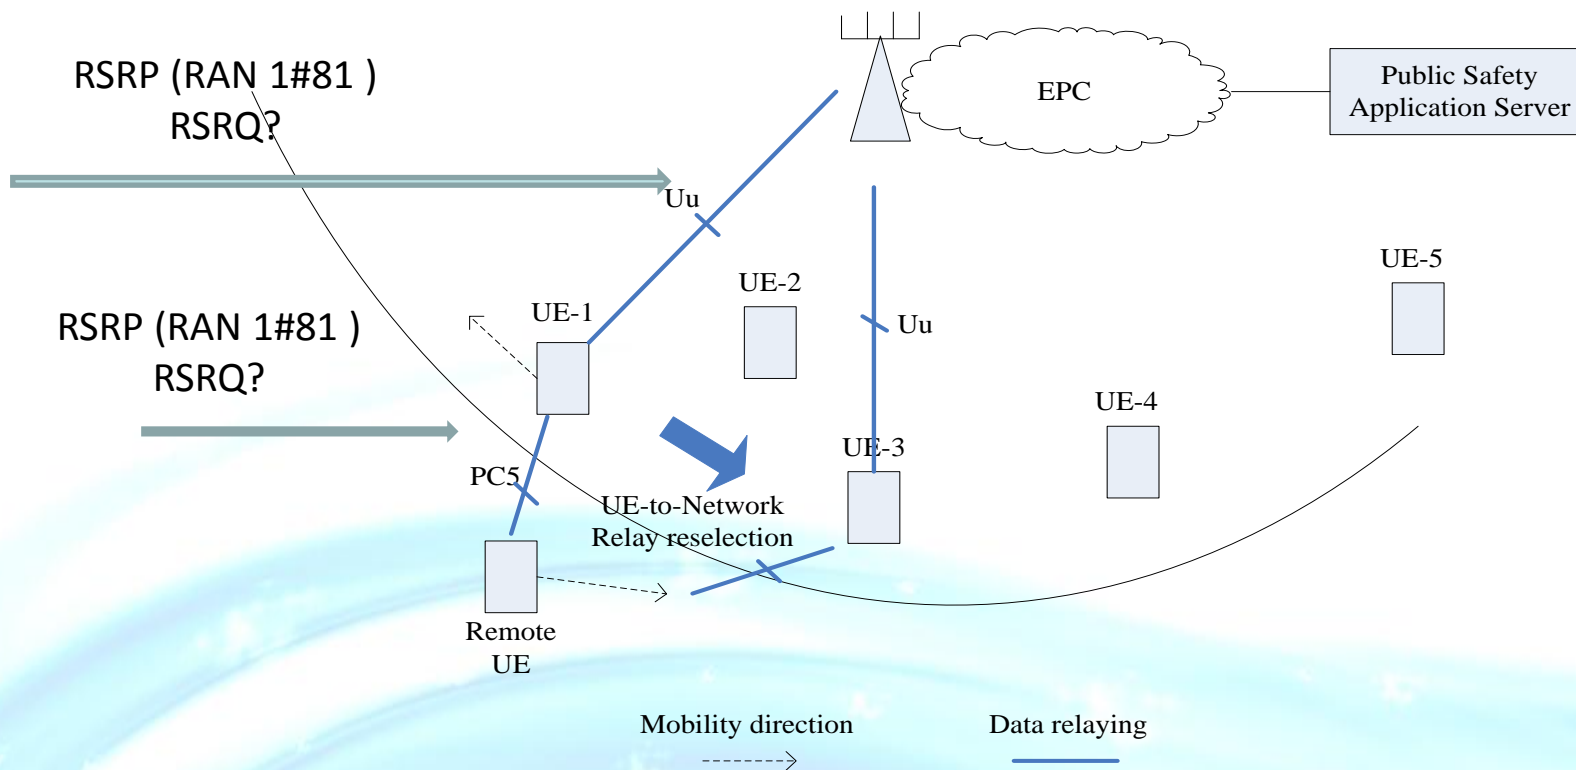 RSRP (RAN 1#81 )
RSRQ?
EPC
Public Safety
Application Server
Uu
UE-5
UE-2
UE-1
RSRP (RAN 1#81 )
RSRQ?
Uu
UE-4
UE-3
PC5
UE-to-Network
Relay reselection
Remote
UE
Mobility direction
Data relaying